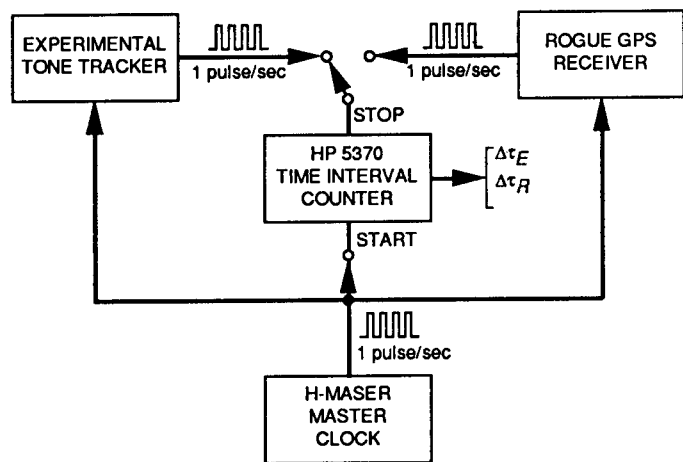 EXPERIMENTAL
TONE TRACKER
1 pulse/sec
1 pulse/sec
ROGUE GPS
RECEIVER
STOP
HP 5370
TIME INTERVAL
COUNTER
Δτ_E
Δτ_R
START
1 pulse/sec
H-MASER
MASTER
CLOCK